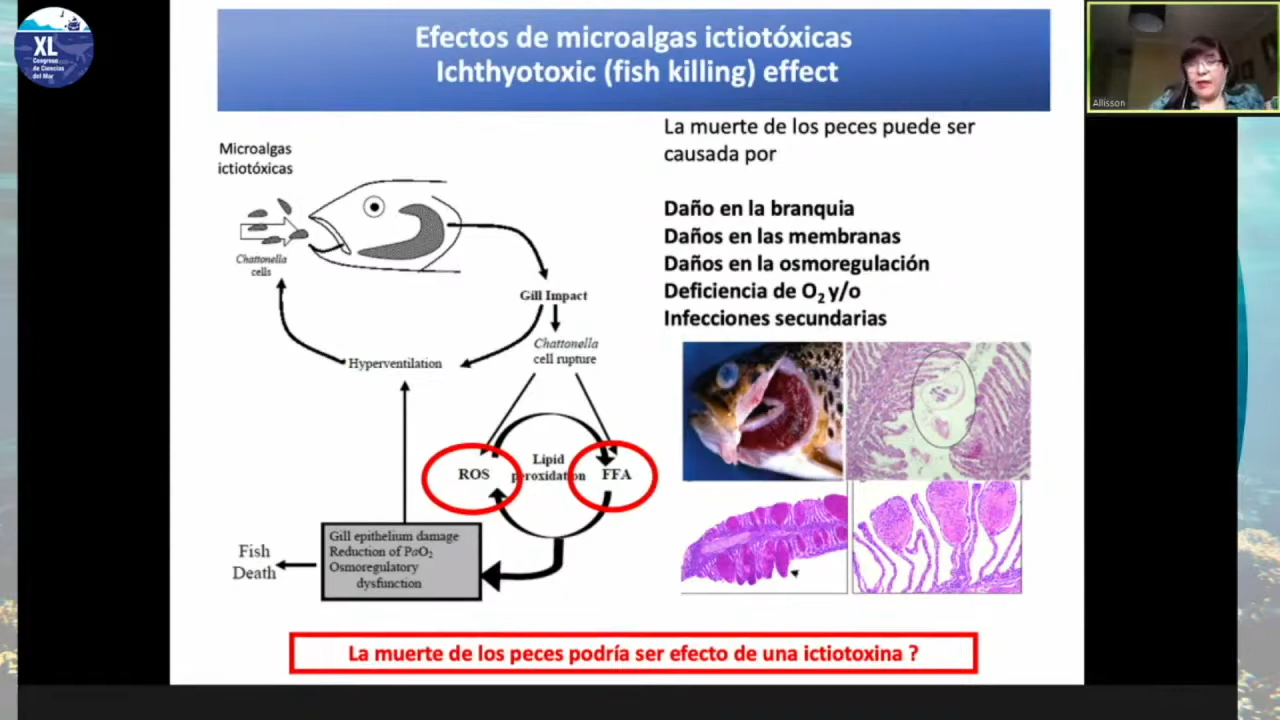 XL
Congreso
de Ciencias
del Mar
Efectos de microalgas ictiotóxicas
Ichthyotoxic (fish killing) effect
Allisson
Microalgas
ictiotóxicas
Chattonella
cells
Gill Impact
Chattonella
cell rupture
Hyperventilation
ROS
Lipid
peroxidation
FFA
Gill epithelium damage
Reduction of PaO₂
Osmoregulatory
dysfunction
Fish
Death
La muerte de los peces puede ser
causada por
Daño en la branquia
Daños en las membranas
Daños en la osmoregulación
Deficiencia de O₂ y/o
Infecciones secundarias
La muerte de los peces podría ser efecto de una ictiotoxina ?